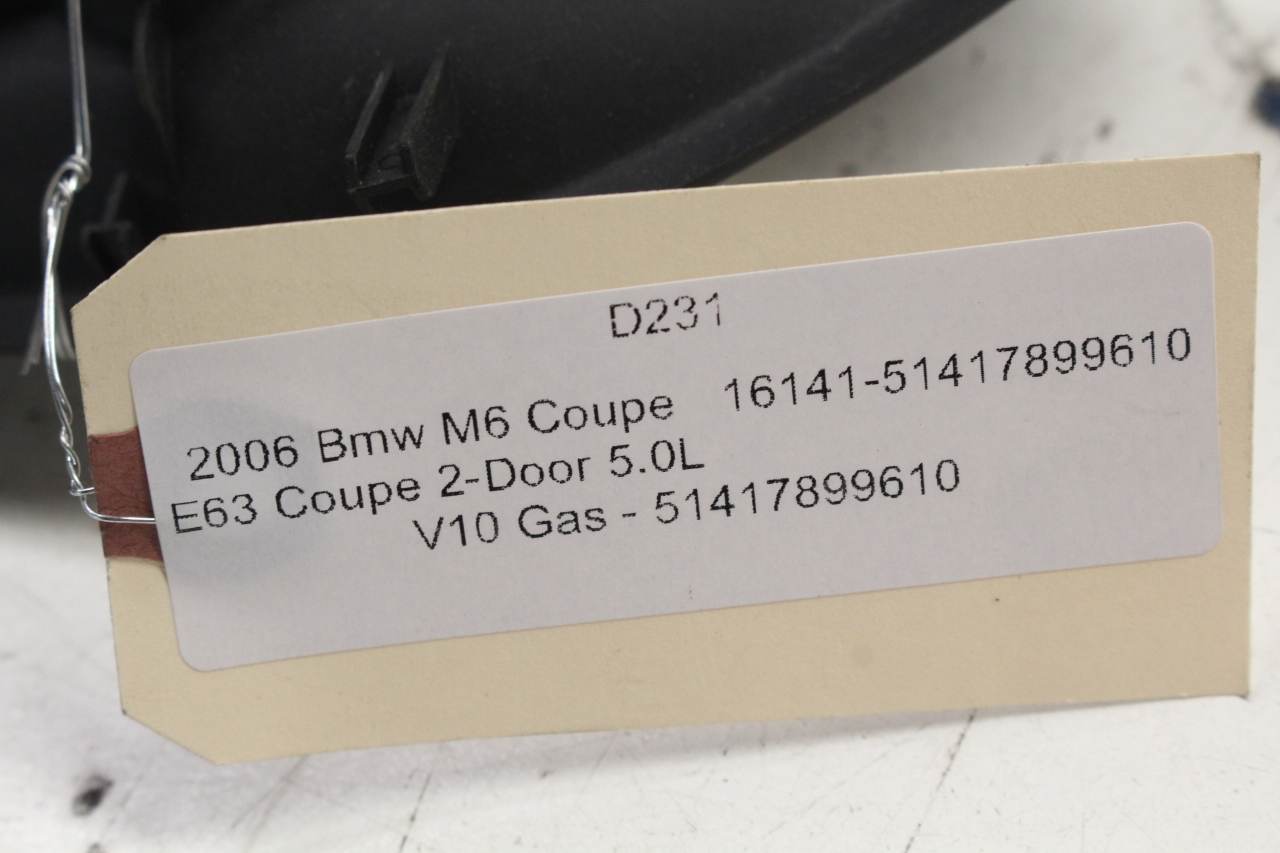 D231
2006 Bmw M6 Coupe 16141-51417899610
E63 Coupe 2-Door 5.0L
V10 Gas - 51417899610